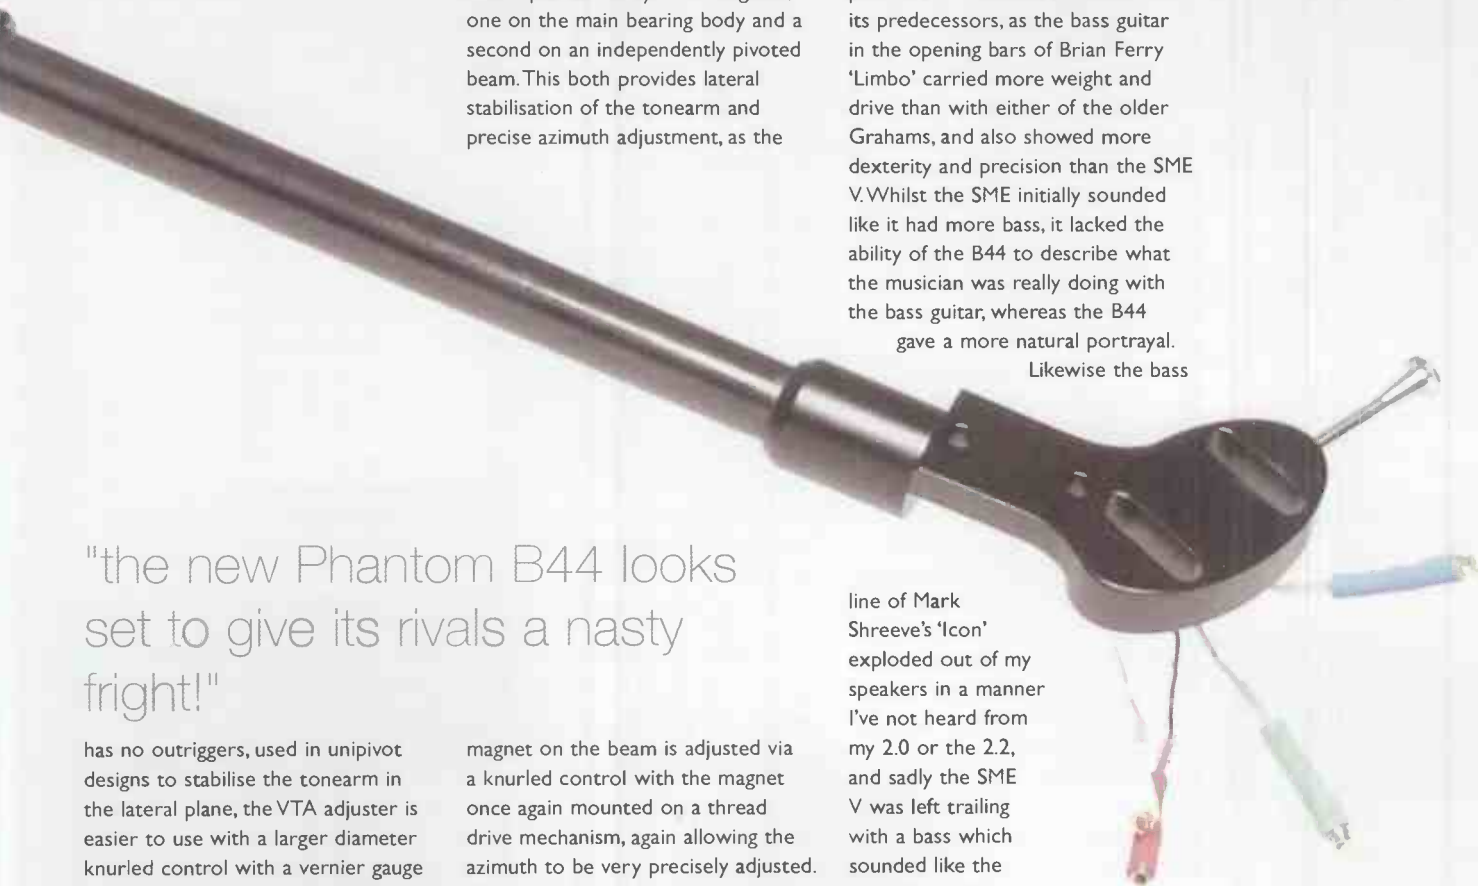 "the new Phantom B44 looks
set to give its rivals a nasty
fright!"
has no outriggers, used in unipivot
designs to stabilise the tonearm in
the lateral plane, the VTA adjuster is
easier to use with a larger diameter
knurled control with a vernier gauge
one on the main bearing body and a
second on an independently pivoted
beam. This both provides lateral
stabilisation of the tonearm and
precise azimuth adjustment, as the
magnet on the beam is adjusted via
a knurled control with the magnet
once again mounted on a thread
drive mechanism, again allowing the
azimuth to be very precisely adjusted.
its predecessors, as the bass guitar
in the opening bars of Brian Ferry
‘Limbo’ carried more weight and
drive than with either of the older
Grahams, and also showed more
dexterity and precision than the SME
V. Whilst the SME initially sounded
like it had more bass, it lacked the
ability of the B44 to describe what
the musician was really doing with
the bass guitar, whereas the B44
gave a more natural portrayal.
Likewise the bass
line of Mark
Shreeve's ‘Icon’
exploded out of my
speakers in a manner
I've not heard from
my 2.0 or the 2.2,
and sadly the SME
V was left trailing
with a bass which
sounded like the